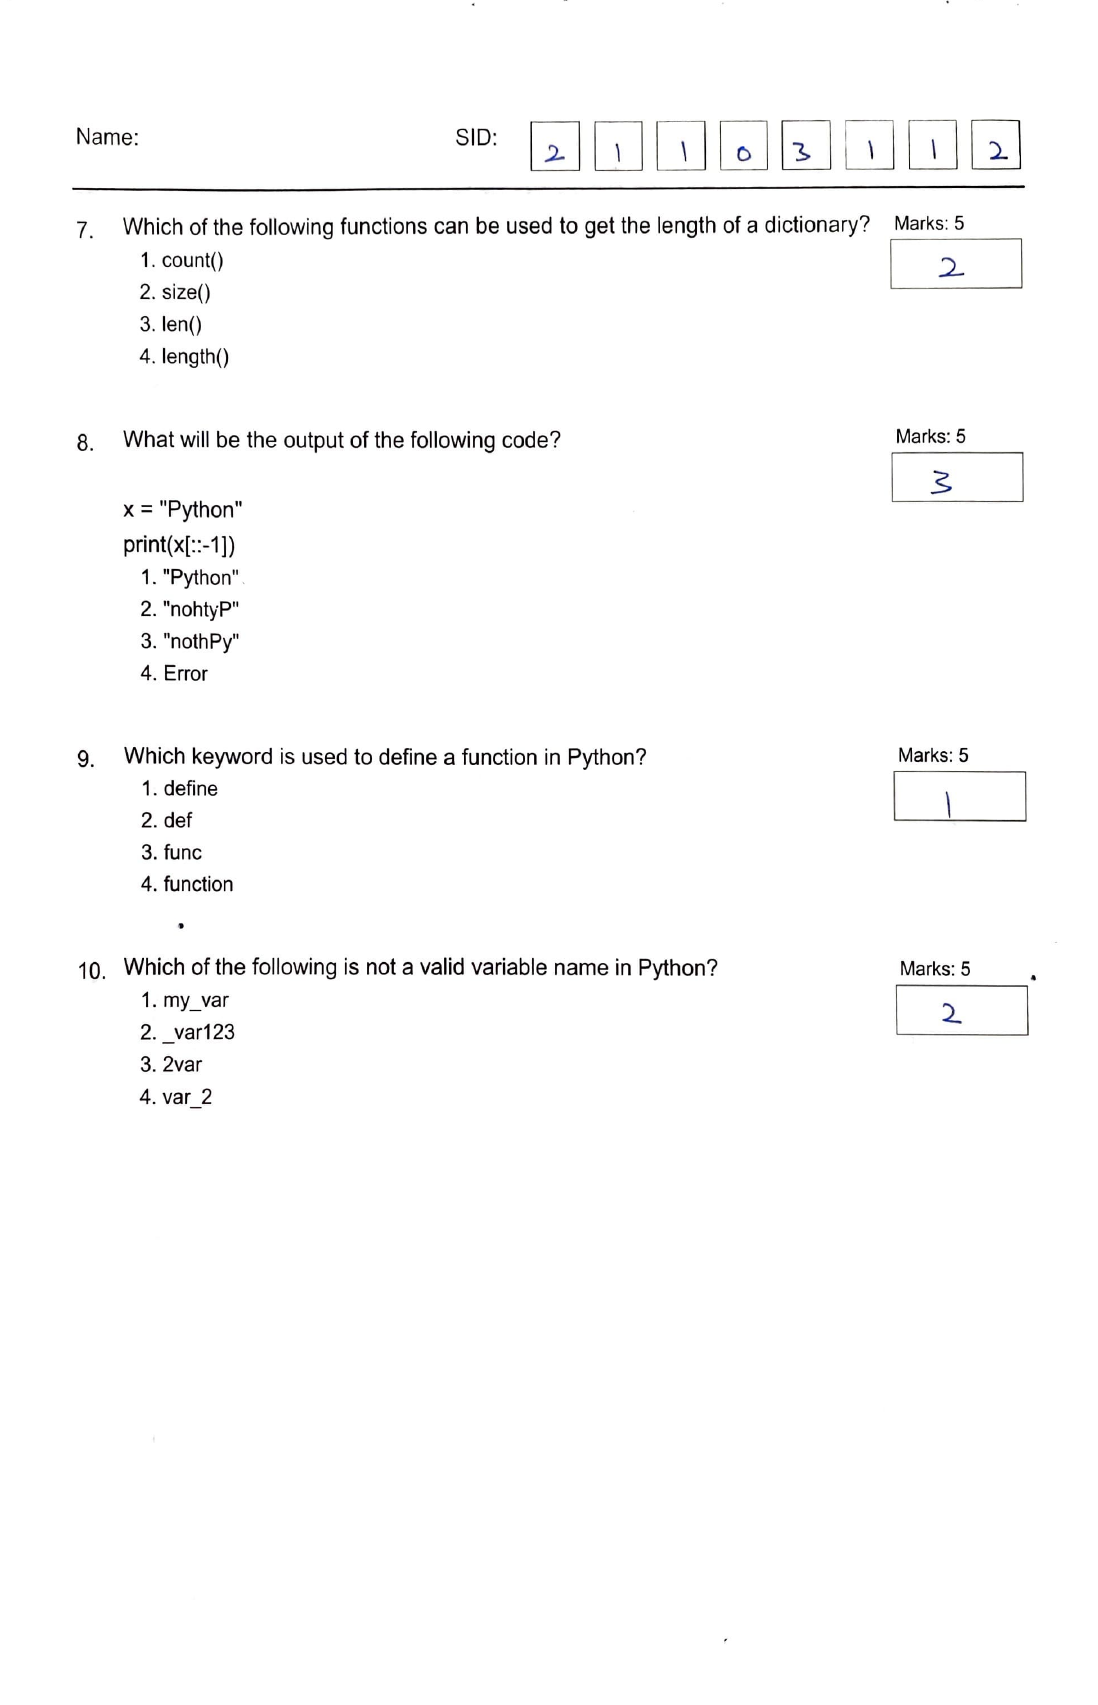 Name: SID: 2 1 1 0 3 1 1 2
7. Which of the following functions can be used to get the length of a dictionary? Marks: 5
1. count() 2
2. size()
3. len()
4. length()
8. What will be the output of the following code? Marks: 5
3
x = "Python"
print(x[::-1])
1. "Python"
2. "nohtyP"
3. "nothPy"
4. Error
9. Which keyword is used to define a function in Python? Marks: 5
1. define 1
2. def
3. func
4. function
10. Which of the following is not a valid variable name in Python? Marks: 5
1. my_var 2
2. _var123
3. 2var
4. var_2